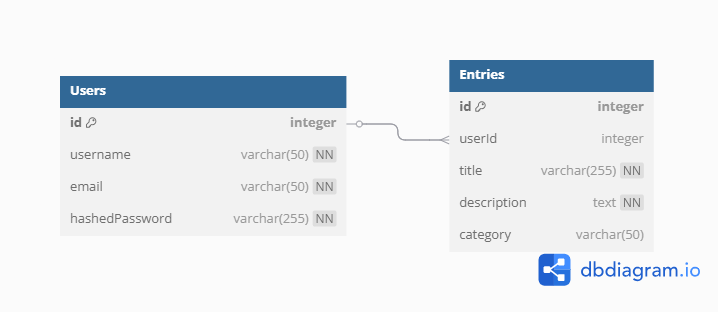 Users
id integer
username varchar(50) NN
email varchar(50) NN
hashedPassword varchar(255) NN
Entries
id integer
userId integer
title varchar(255) NN
description text NN
category varchar(50)
dbdiagram.io